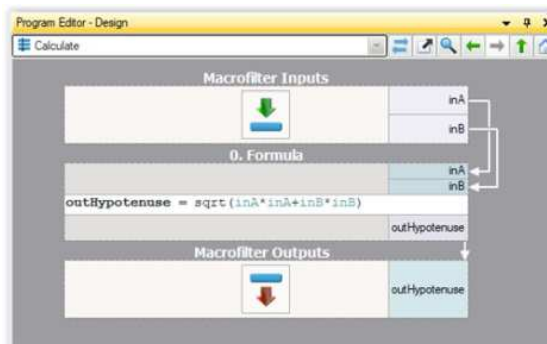 Program Editor - Design
Calculate
Macrofilter Inputs
inA
inB
0. Formula
inA
inB
outHypotenuse = sqrt(inA*inA+inB*inB)
outHypotenuse
Macrofilter Outputs
outHypotenuse